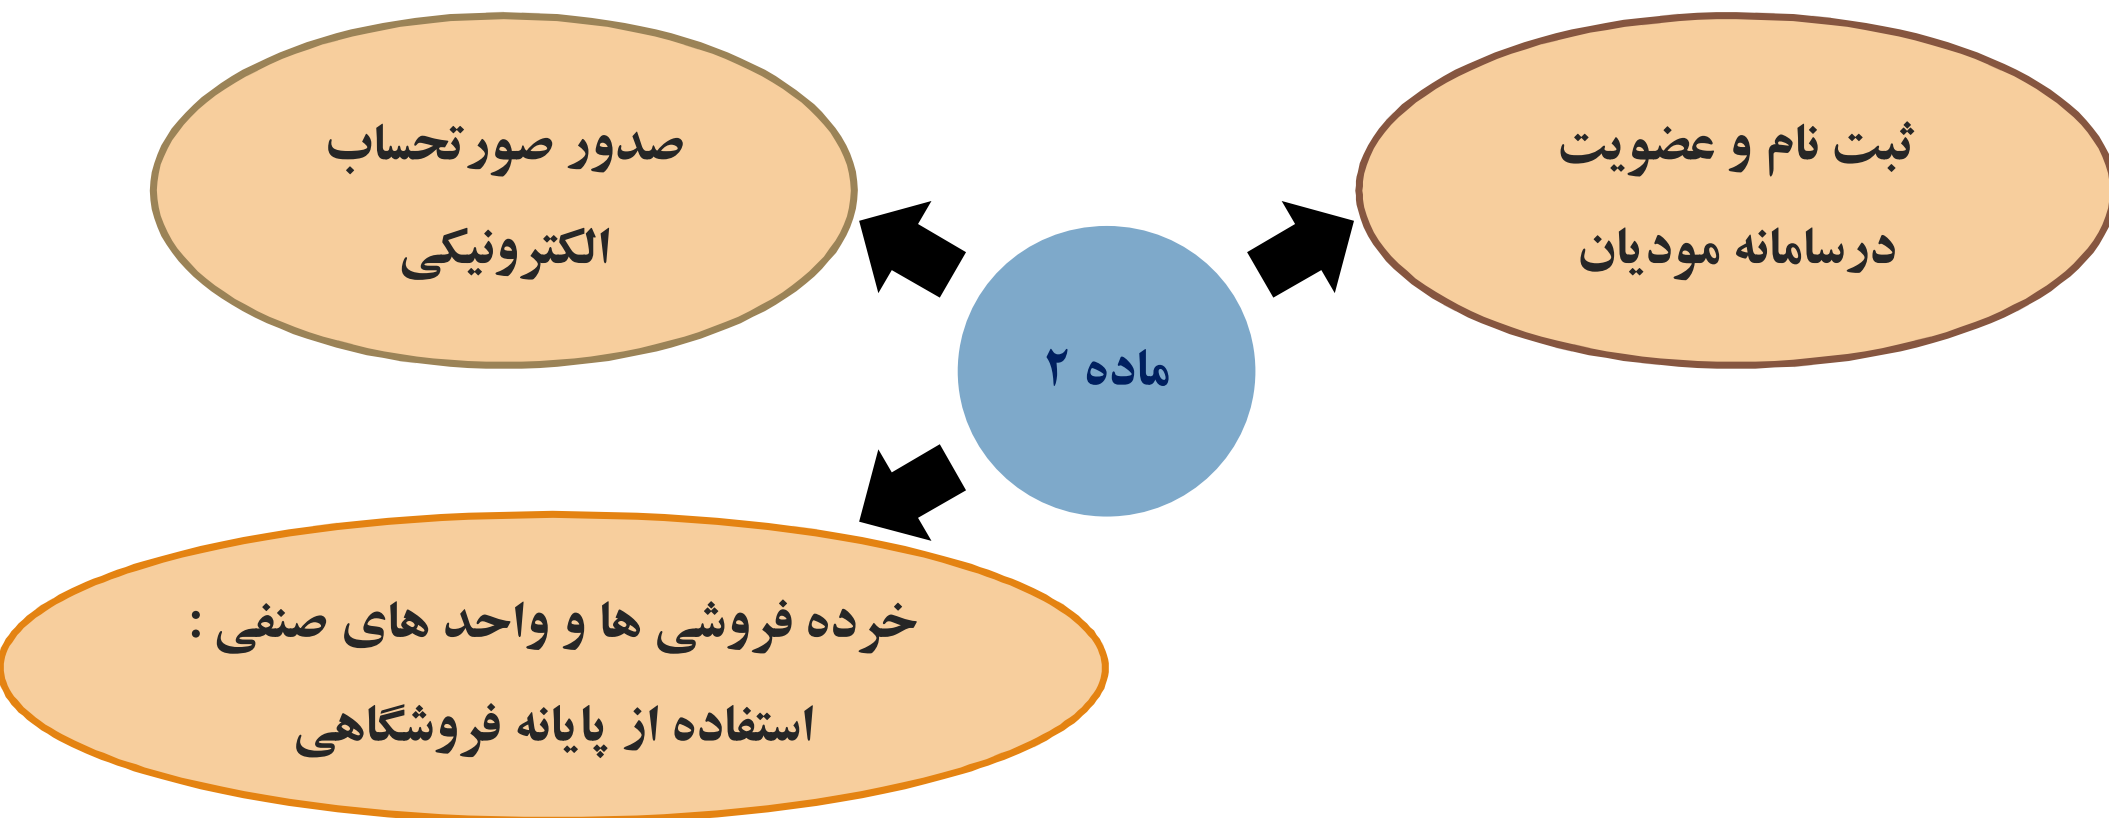 ثبت نام و عضویت
درسامانه مودیان
صدور صورتحساب
الکترونیکی
ماده ۲
خرده فروشی ها و واحد های صنفی :
استفاده از پایانه فروشگاهی